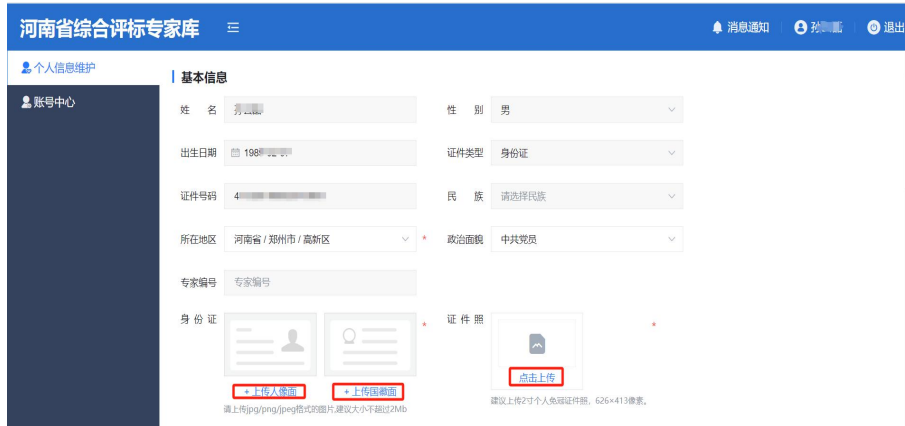 河南省综合评标专家库
消息通知
孙
退出
个人信息维护
账号中心
基本信息
姓 名
性 别 男
出生日期 198
证件类型 身份证
证件号码 4
民 族 请选择民族
所在地区 河南省 / 郑州市 / 高新区 *
政治面貌 中共党员
专家编号 专家编号
身 份 证 *
证 件 照 *
+ 上传人像面 + 上传国徽面
点击上传
请上传jpg/png/jpeg格式的图片,建议大小不超过2Mb
建议上传2寸个人免冠证件照，626×413像素。